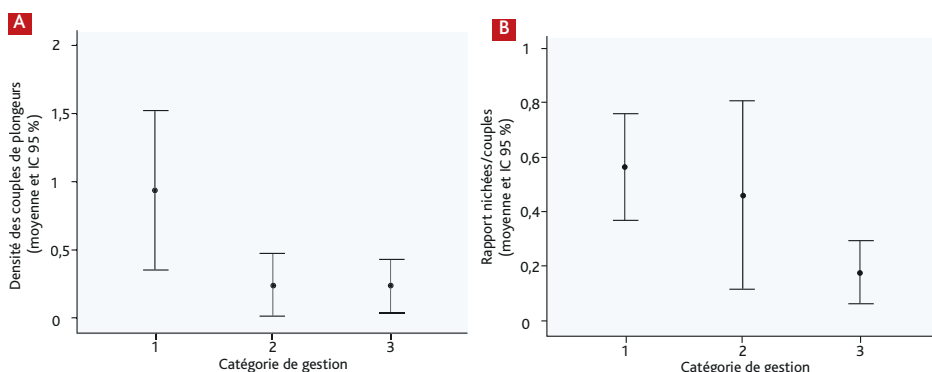 A
Densité des couples de plongeurs
(moyenne et IC 95 %)
2
1,5
1
0,5
0
1
2
3
Catégorie de gestion
B
Rapport nichées/couples
(moyenne et IC 95 %)
1
0,8
0,6
0,4
0,2
0
1
2
3
Catégorie de gestion